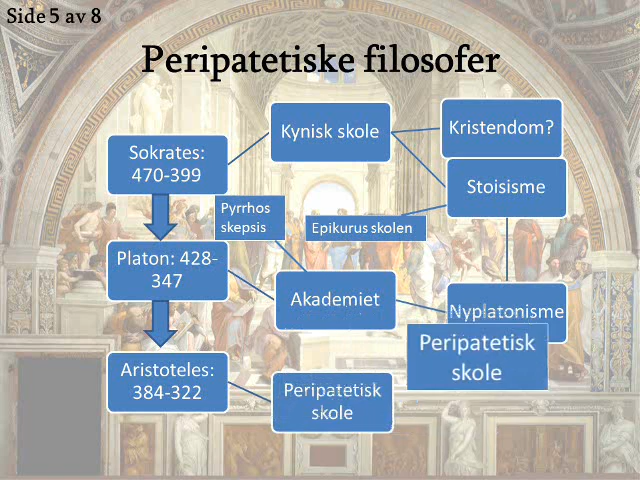 Side 5 av 8
Peripatetiske filosofer
Kynisk skole
Kristendom?
Sokrates:
470-399
Stoisisme
Pyrrhos
skepsis
Epikurus skolen
Platon: 428-
347
Akademiet
Nyplatonisme
Peripatetisk
skole
Aristoteles:
384-322
Peripatetisk
skole